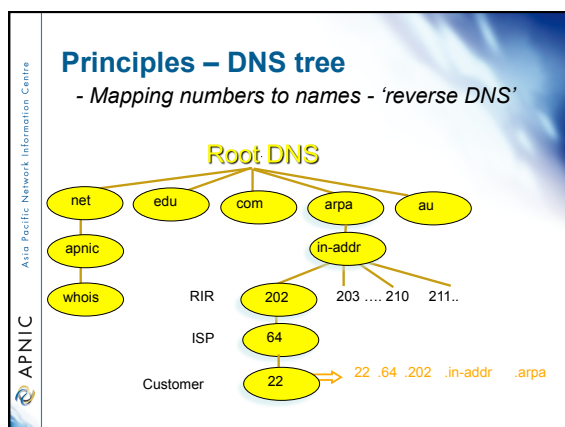 Principles – DNS tree
- Mapping numbers to names - ‘reverse DNS’
Root DNS
net edu com arpa au
apnic in-addr
whois RIR 202 203 .... 210 211..
ISP 64
Customer 22 22 .64 .202 .in-addr .arpa
Asia Pacific Network Information Centre
APNIC